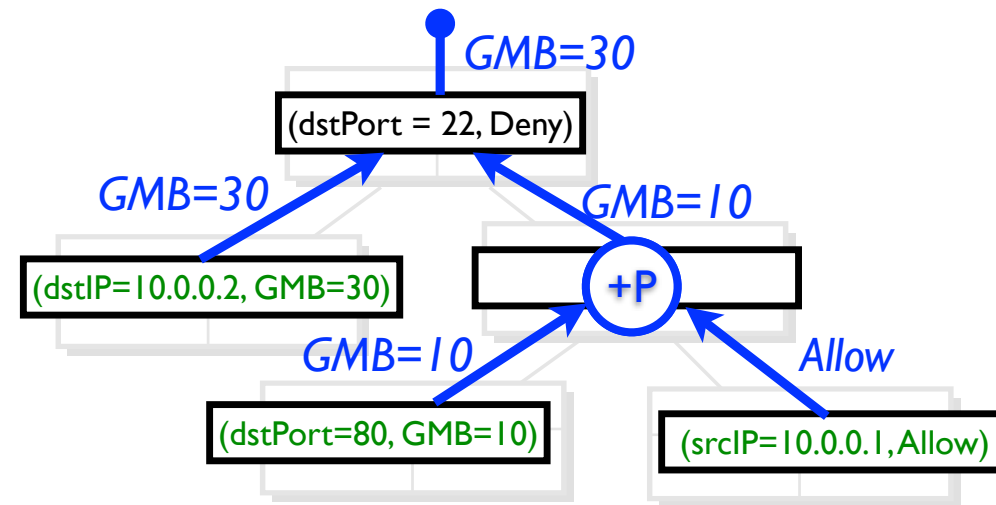 GMB=30
(dstPort = 22, Deny)
GMB=30
GMB=10
(dstIP=10.0.0.2, GMB=30)
+P
GMB=10
Allow
(dstPort=80, GMB=10)
(srcIP=10.0.0.1, Allow)